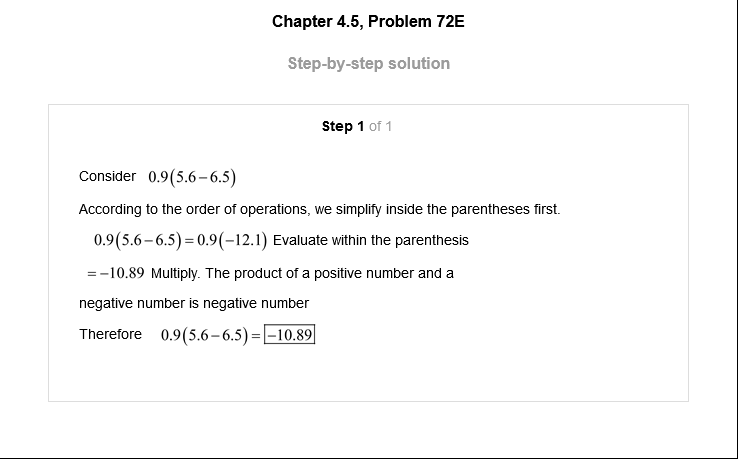 Chapter 4.5, Problem 72E
Step-by-step solution
Step 1 of 1
Consider 0.9(5.6−6.5)
According to the order of operations, we simplify inside the parentheses first.
0.9(5.6−6.5)=0.9(−12.1) Evaluate within the parenthesis
=−10.89 Multiply. The product of a positive number and a
negative number is negative number
Therefore 0.9(5.6−6.5)=−10.89